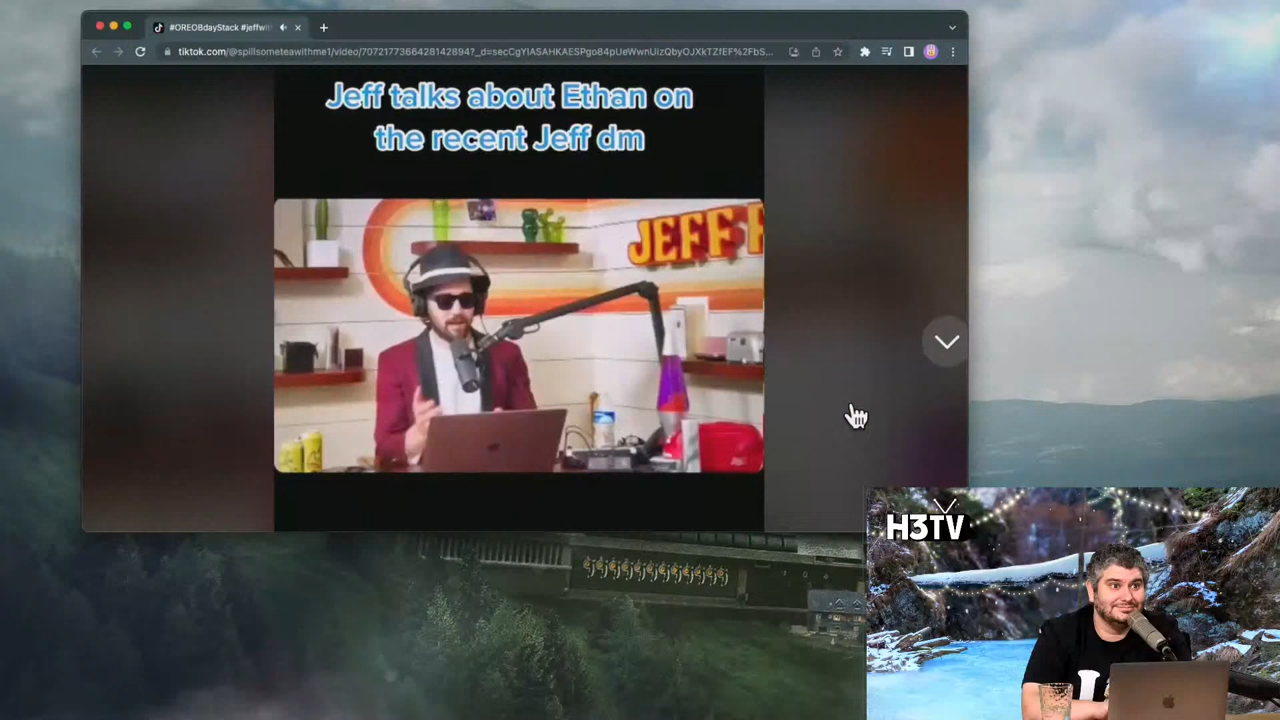 #OREOBdayStack #jeffwit
tiktok.com/@spillsometeawithme1/video/7072177366428142894?_d=secCgYIASAHKAESPgo84pUeWwnUizQbyOJXkTZfEF%2FbS...
Jeff talks about Ethan on
the recent Jeff dm
JEFF F
H3TV